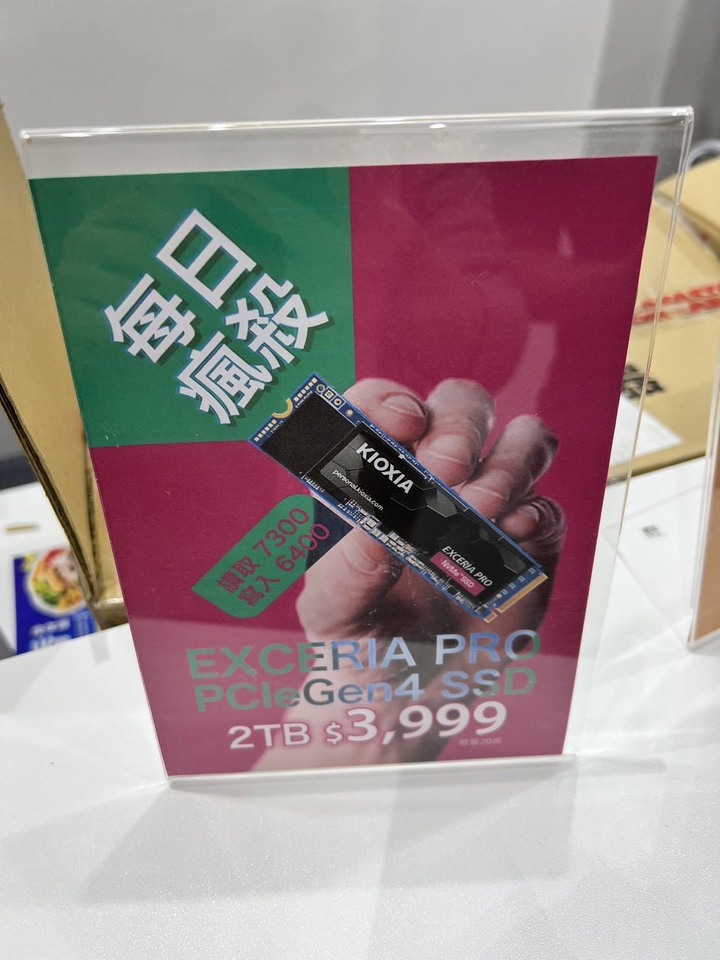 每日
瘋殺
KIOXIA
personal.kioxia.com
EXCERIA PRO
NVMe™ SSD
讀取 7300
寫入 6400
EXCERIA PRO
PCIeGen4 SSD
2TB $3,999